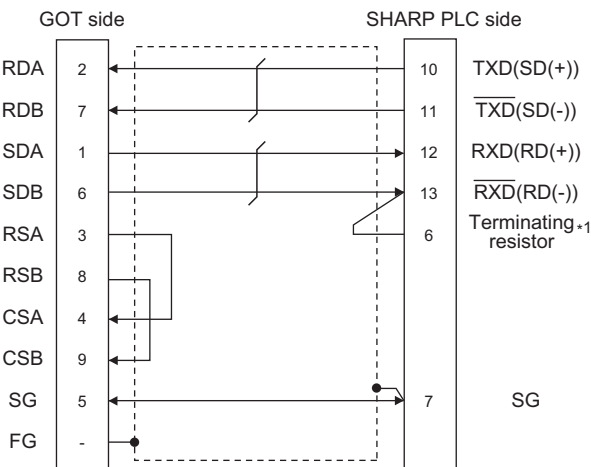 GOT side SHARP PLC side
RDA 2 10 TXD(SD(+))
RDB 7 11 TXD(SD(-))
SDA 1 12 RXD(RD(+))
SDB 6 13 RXD(RD(-))
RSA 3 6 Terminating *1
resistor
RSB 8
CSA 4
CSB 9
SG 5 7 SG
FG -